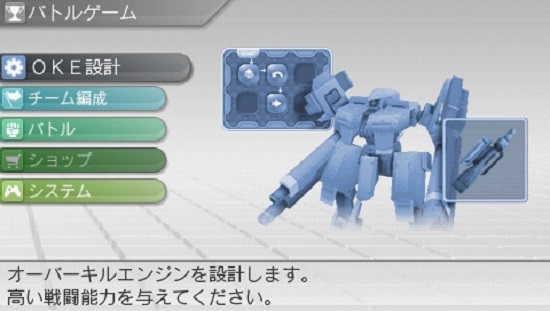 バトルゲーム
ＯＫＥ設計
チーム編成
バトル
ショップ
システム
オーバーキルエンジンを設計します。
高い戦闘能力を与えてください。